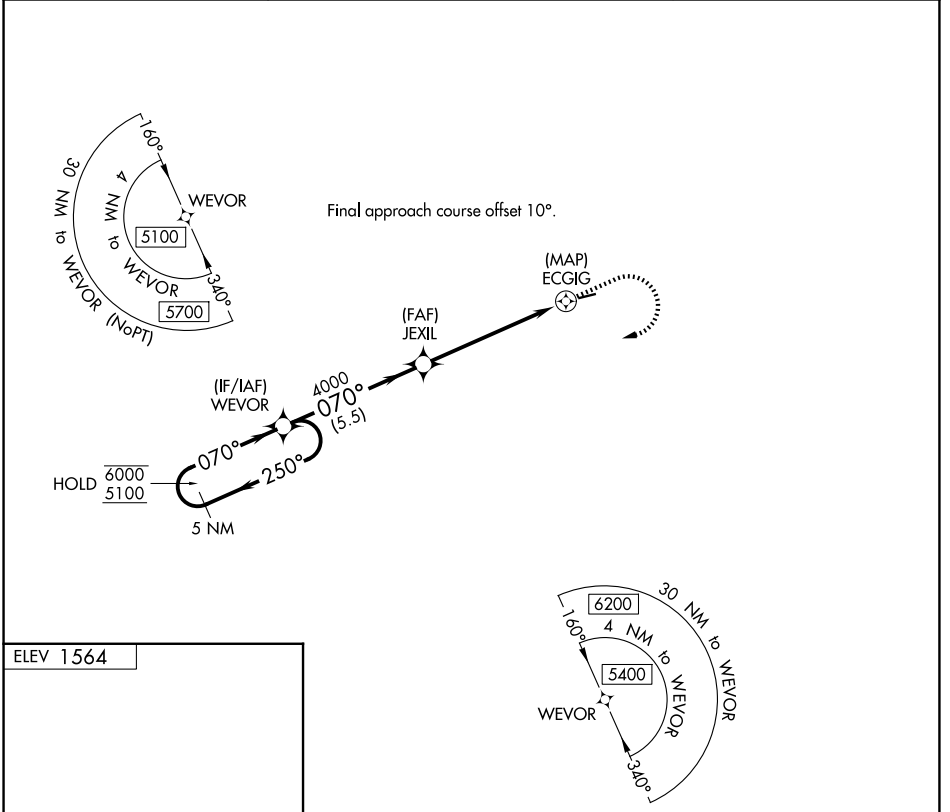 160°
30 NM to WEVOR (NoPT)
4 NM to WEVOR
WEVOR
5100
5700
340°
Final approach course offset 10°.
(MAP)
ECGIG
(FAF)
JEXIL
(IF/IAF)
WEVOR
4000
070°
(5.5)
070°
250°
HOLD 6000
5100
5 NM
ELEV 1564
160°
6200
30 NM to WEVOR
4 NM to WEVOR
5400
WEVOR
340°